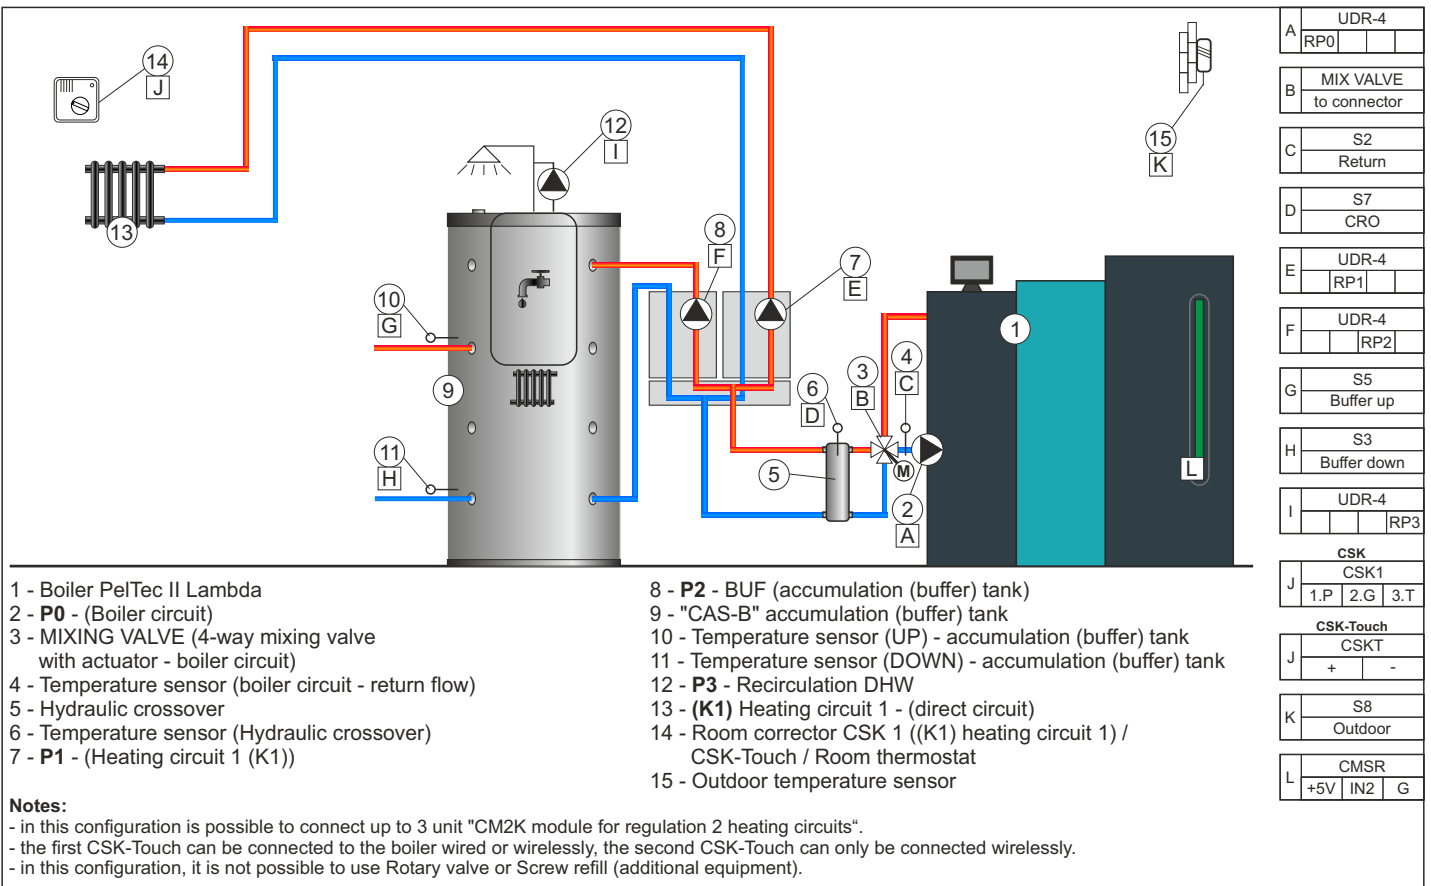 14
J
13
12
I
10
G
9
11
H
8
F
7
E
6
D
5
3
B
4
C
M
2
A
1
L
15
K
A
UDR-4
RP0
B
MIX VALVE
to connector
C
S2
Return
D
S7
CRO
E
UDR-4
RP1
F
UDR-4
RP2
G
S5
Buffer up
H
S3
Buffer down
I
UDR-4
RP3
CSK
J
CSK1
1.P 2.G 3.T
CSK-Touch
J
CSKT
+ -
K
S8
Outdoor
L
CMSR
+5V IN2 G
1 - Boiler PelTec II Lambda
2 - P0 - (Boiler circuit)
3 - MIXING VALVE (4-way mixing valve
with actuator - boiler circuit)
4 - Temperature sensor (boiler circuit - return flow)
5 - Hydraulic crossover
6 - Temperature sensor (Hydraulic crossover)
7 - P1 - (Heating circuit 1 (K1))
8 - P2 - BUF (accumulation (buffer) tank)
9 - "CAS-B" accumulation (buffer) tank
10 - Temperature sensor (UP) - accumulation (buffer) tank
11 - Temperature sensor (DOWN) - accumulation (buffer) tank
12 - P3 - Recirculation DHW
13 - (K1) Heating circuit 1 - (direct circuit)
14 - Room corrector CSK 1 ((K1) heating circuit 1) /
CSK-Touch / Room thermostat
15 - Outdoor temperature sensor
Notes:
- in this configuration is possible to connect up to 3 unit "CM2K module for regulation 2 heating circuits“.
- the first CSK-Touch can be connected to the boiler wired or wirelessly, the second CSK-Touch can only be connected wirelessly.
- in this configuration, it is not possible to use Rotary valve or Screw refill (additional equipment).